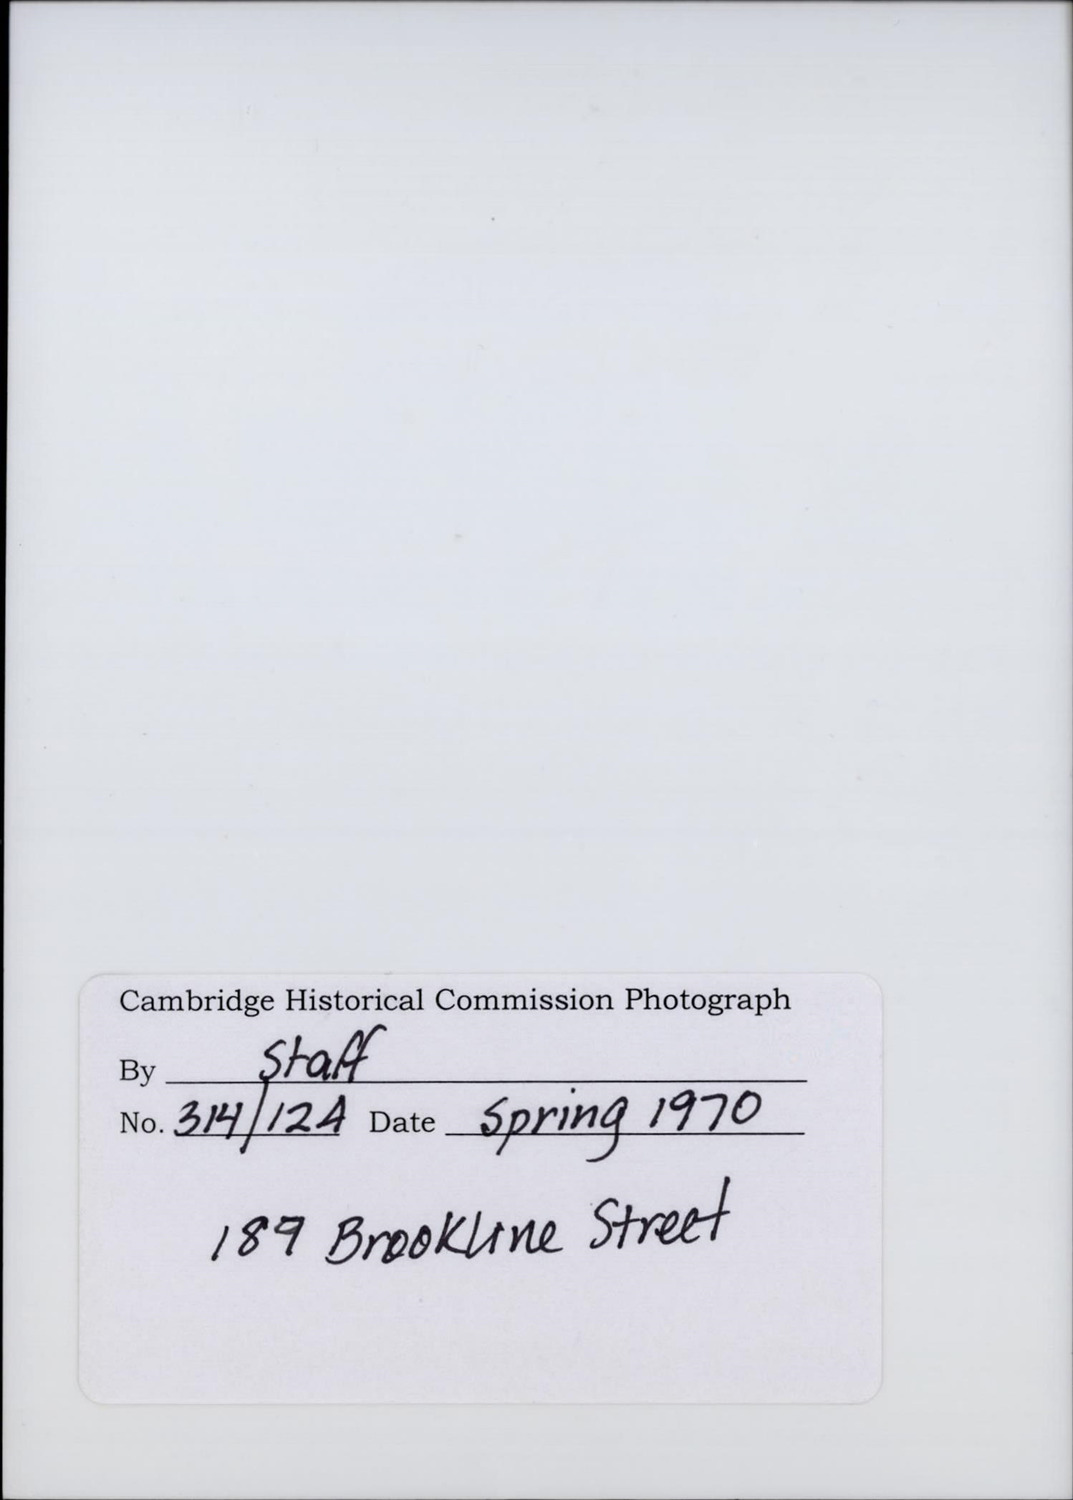 Cambridge Historical Commission Photograph
By Staff
No. 314/12A Date Spring 1970
189 Brookline Street